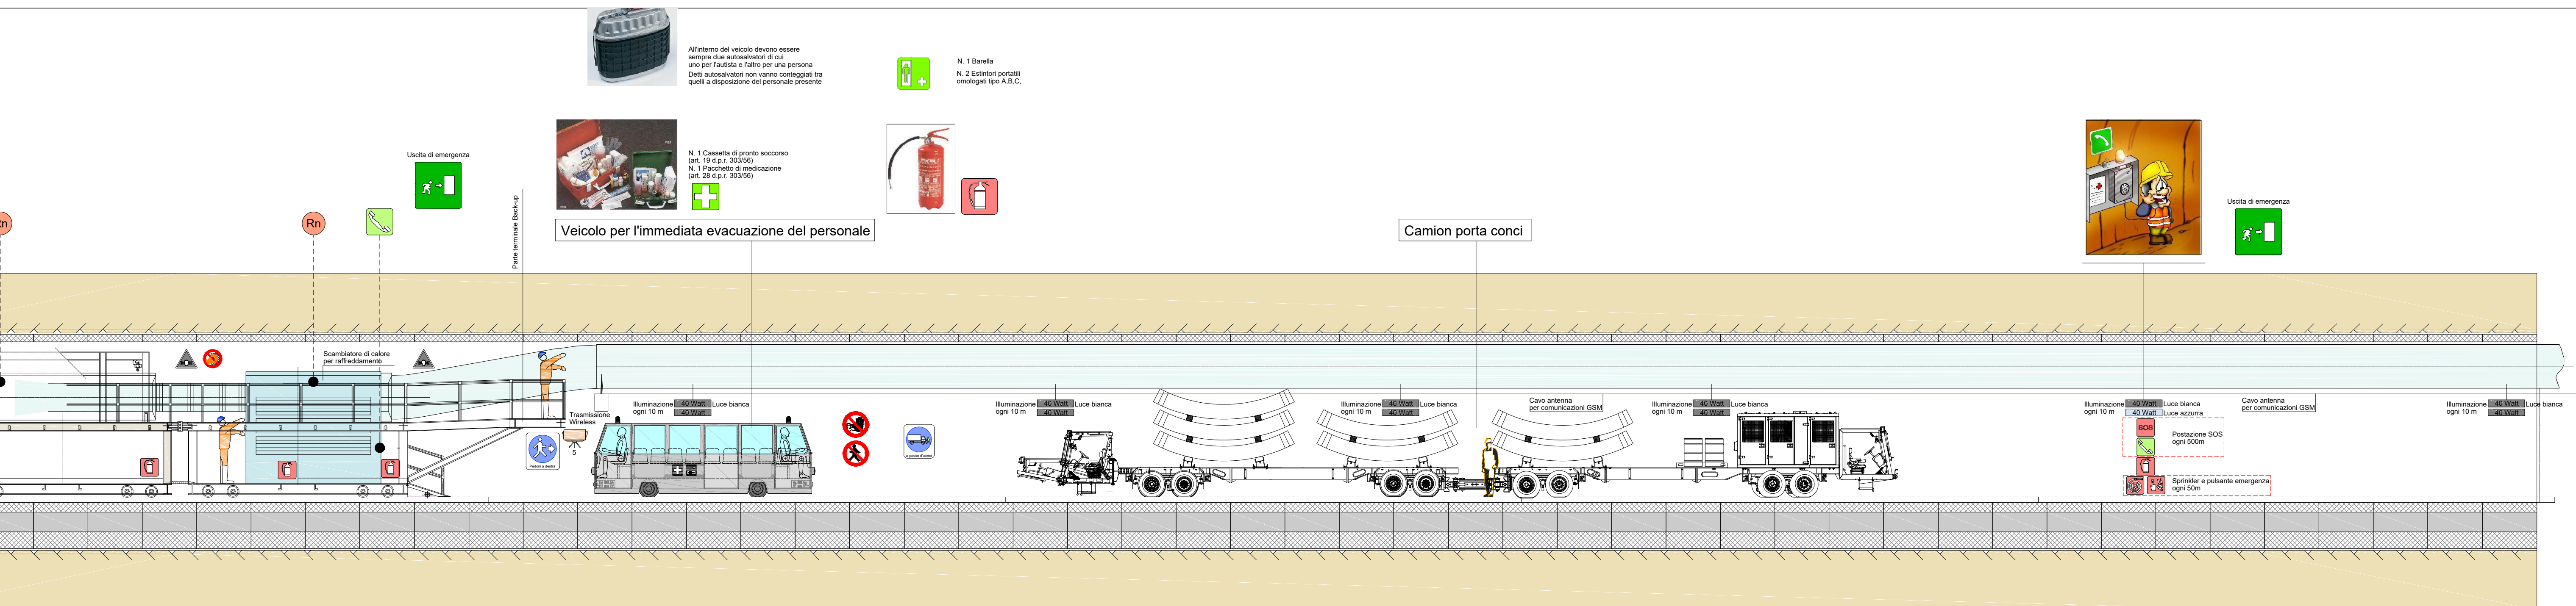 All'interno del veicolo devono essere
sempre due autosalvatori di cui
uno per l'autista e l'altro per una persona
Detti autosalvatori non vanno conteggiati tra
quelli a disposizione del personale presente
N. 1 Barella
N. 2 Estintori portatili
omologati tipo A,B,C,
Uscita di emergenza
N. 1 Cassetta di pronto soccorso
(art. 19 d.p.r. 303/56)
N. 1 Pacchetto di medicazione
(art. 28 d.p.r. 303/56)
Parte terminale Back-up
Uscita di emergenza
Rn
Veicolo per l'immediata evacuazione del personale
Camion porta conci
Scambiatore di calore
per raffreddamento
Trasmissione
Wireless
5
Pedoni a destra
a passo d'uomo
Illuminazione
ogni 10 m
40 Watt
40 Watt
Luce bianca
Illuminazione
ogni 10 m
40 Watt
40 Watt
Luce bianca
Illuminazione
ogni 10 m
40 Watt
40 Watt
Luce bianca
Cavo antenna
per comunicazioni GSM
Illuminazione
ogni 10 m
40 Watt
40 Watt
Luce bianca
Illuminazione
ogni 10 m
40 Watt
40 Watt
Luce bianca
Luce azzurra
SOS
Postazione SOS
ogni 500m
Sprinkler e pulsante emergenza
ogni 50m
Cavo antenna
per comunicazioni GSM
Illuminazione
ogni 10 m
40 Watt
40 Watt
Luce bianca